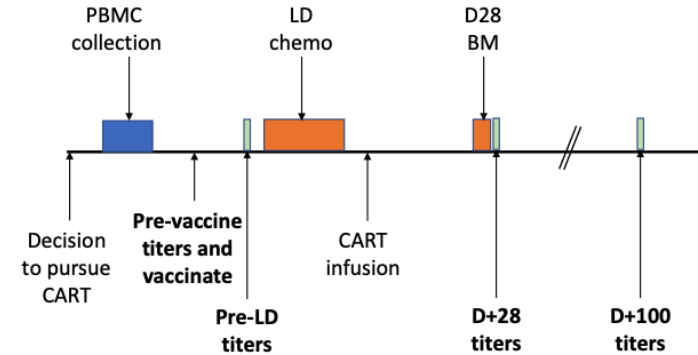 PBMC
collection
LD
chemo
D28
BM
Decision
to pursue
CART
Pre-vaccine
titers and
vaccinate
Pre-LD
titers
CART
infusion
D+28
titers
D+100
titers